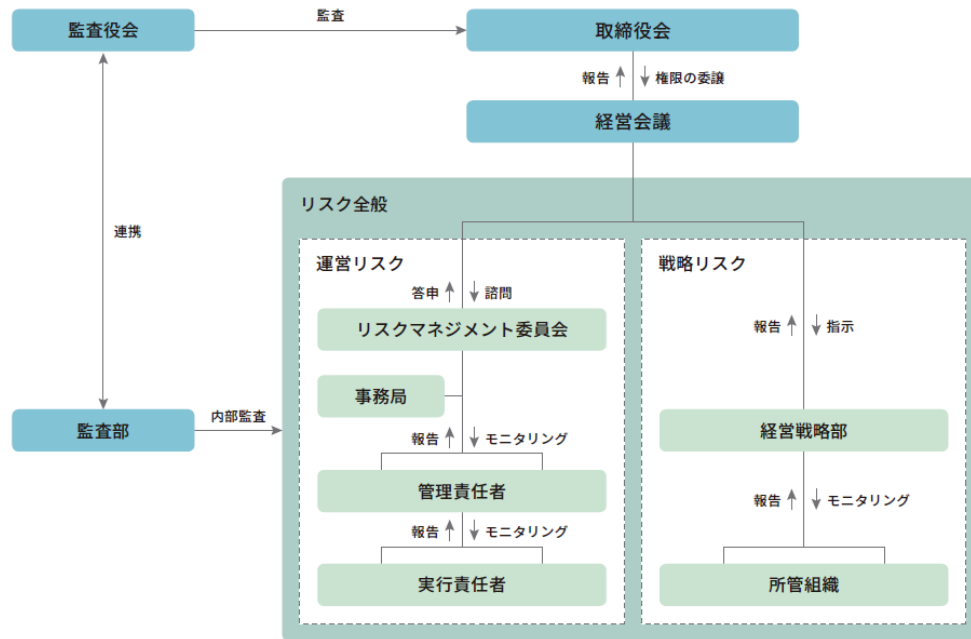 監査役会
監査
取締役会
報告
権限の委譲
経営会議
リスク全般
連携
運営リスク
戦略リスク
答申
諮問
リスクマネジメント委員会
報告
指示
事務局
監査部
内部監査
経営戦略部
報告
モニタリング
管理責任者
報告
モニタリング
報告
モニタリング
実行責任者
所管組織